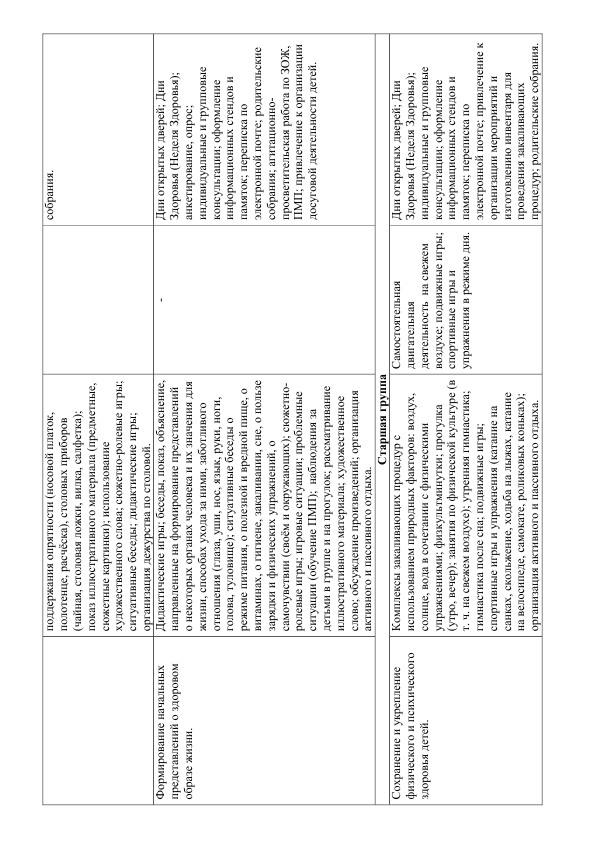 поддержания опрятности (носовой платок,
полотенце, расчёска), столовых приборов
(чайная, столовая ложки, вилка, салфетка);
показ иллюстративного материала (предметные,
сюжетные картинки); использование
художественного слова; сюжетно-ролевые игры;
ситуативные беседы; дидактические игры;
организация дежурства по столовой.
собрания.
Формирование начальных
представлений о здоровом
образе жизни.
Дидактические игры; беседы, показ, объяснение,
направленные на формирование представлений
о некоторых органах человека и их значения для
жизни, способах ухода за ними, заботливого
отношения (глаза, уши, нос, язык, руки, ноги,
голова, туловище); ситуативные беседы о
режиме питания, о полезной и вредной пище, о
витаминах, о гигиене, закаливании, сне, о пользе
зарядки и физических упражнений, о
самочувствии (своём и окружающих); сюжетно-
ролевые игры; игровые ситуации; проблемные
ситуации (обучение ПМП);  наблюдения за
детьми в группе и на прогулок; рассматривание
иллюстративного материала; художественное
слово; обсуждение произведений; организация
активного и пассивного отдыха.
-
Дни открытых дверей; Дни
Здоровья (Неделя Здоровья);
анкетирование, опрос;
индивидуальные и групповые
консультации; оформление
информационных стендов и
памяток; переписка по
электронной почте; родительские
собрания; агитационно-
просветительская работа по ЗОЖ,
ПМП; привлечение к организации
досуговой деятельности детей.
Старшая группа
Сохранение и укрепление
физического и психического
здоровья детей.
Комплексы закаливающих процедур с
использованием природных факторов: воздух,
солнце, вода в сочетании с физическими
упражнениями; физкультминутки; прогулка
(утро, вечер); занятия по физической культуре (в
т. ч. на свежем воздухе); утренняя гимнастика;
гимнастика после сна; подвижные игры;
спортивные игры и упражнения (катание на
санках, скольжение, ходьба на лыжах, катание
на велосипеде, самокате, роликовых коньках);
организация активного и пассивного отдыха.
Самостоятельная
двигательная
деятельность  на свежем
воздухе; подвижные игры;
спортивные игры и
упражнения в режиме дня.
Дни открытых дверей; Дни
Здоровья (Неделя Здоровья);
индивидуальные и групповые
консультации; оформление
информационных стендов и
памяток; переписка по
электронной почте; привлечение к
организации мероприятий и
изготовлению инвентаря для
проведения закаливающих
процедур; родительские собрания.